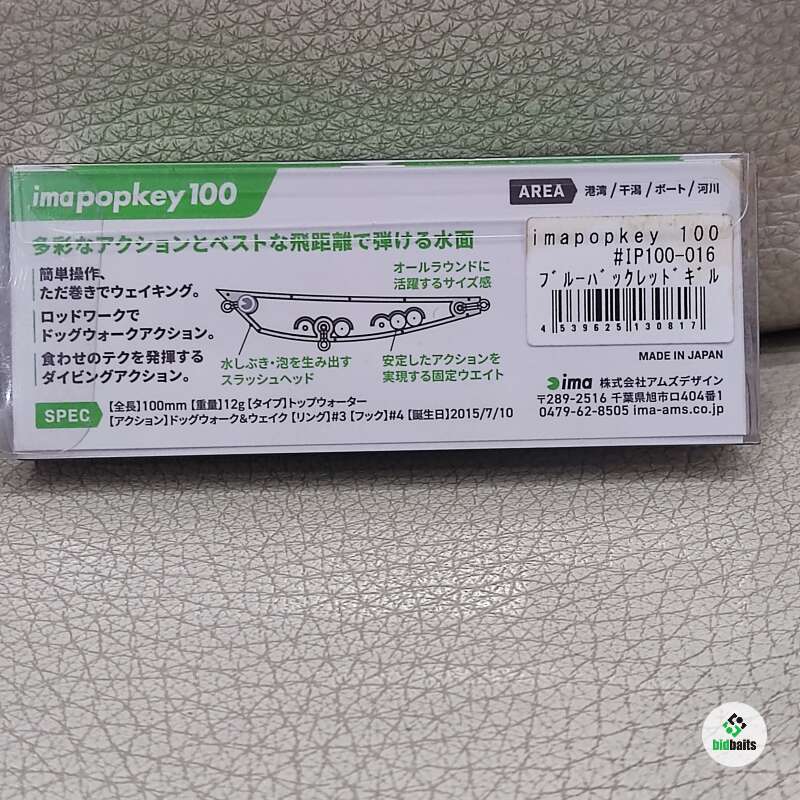 imapopkey100
AREA 港湾/干潟/ボート/河川
多彩なアクションとベストな飛距離で弾ける水面
簡単操作、
ただ巻きでウェイキング。
ロッドワークで
ドッグウォークアクション。
食わせのテクを発揮する
ダイビングアクション。
オールラウンドに
活躍するサイズ感
水しぶき・泡を生み出す
スラッシュヘッド
安定したアクションを
実現する固定ウエイト
imapopkey 100
#IP100-016
ブルーバックレッドギル
4 539625 130817
MADE IN JAPAN
SPEC 【全長】100mm【重量】12g【タイプ】トップウォーター
【アクション】ドッグウォーク&ウェイク【リング】#3【フック】#4【誕生日】2015/7/10
ima 株式会社アムズデザイン
〒289-2516 千葉県旭市ロ404番1
0479-62-8505 ima-ams.co.jp
bidbaits